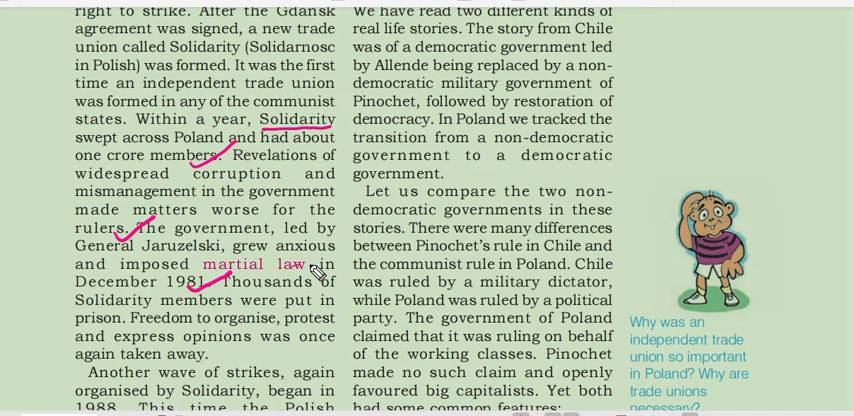 right to strike. After the Gdansk
agreement was signed, a new trade
union called Solidarity (Solidarnosc
in Polish) was formed. It was the first
time an independent trade union
was formed in any of the communist
states. Within a year, Solidarity
swept across Poland and had about
one crore members. Revelations of
widespread corruption and
mismanagement in the government
made matters worse for the
rulers. The government, led by
General Jaruzelski, grew anxious
and imposed martial law in
December 1981. Thousands of
Solidarity members were put in
prison. Freedom to organise, protest
and express opinions was once
again taken away.
Another wave of strikes, again
organised by Solidarity, began in
1988. This time the Polish
We have read two different kinds of
real life stories. The story from Chile
was of a democratic government led
by Allende being replaced by a non-
democratic military government of
Pinochet, followed by restoration of
democracy. In Poland we tracked the
transition from a non-democratic
government to a democratic
government.
Let us compare the two non-
democratic governments in these
stories. There were many differences
between Pinochet's rule in Chile and
the communist rule in Poland. Chile
was ruled by a military dictator,
while Poland was ruled by a political
party. The government of Poland
claimed that it was ruling on behalf
of the working classes. Pinochet
made no such claim and openly
favoured big capitalists. Yet both
had some common features:
Why was an
independent trade
union so important
in Poland? Why are
trade unions
necessary?